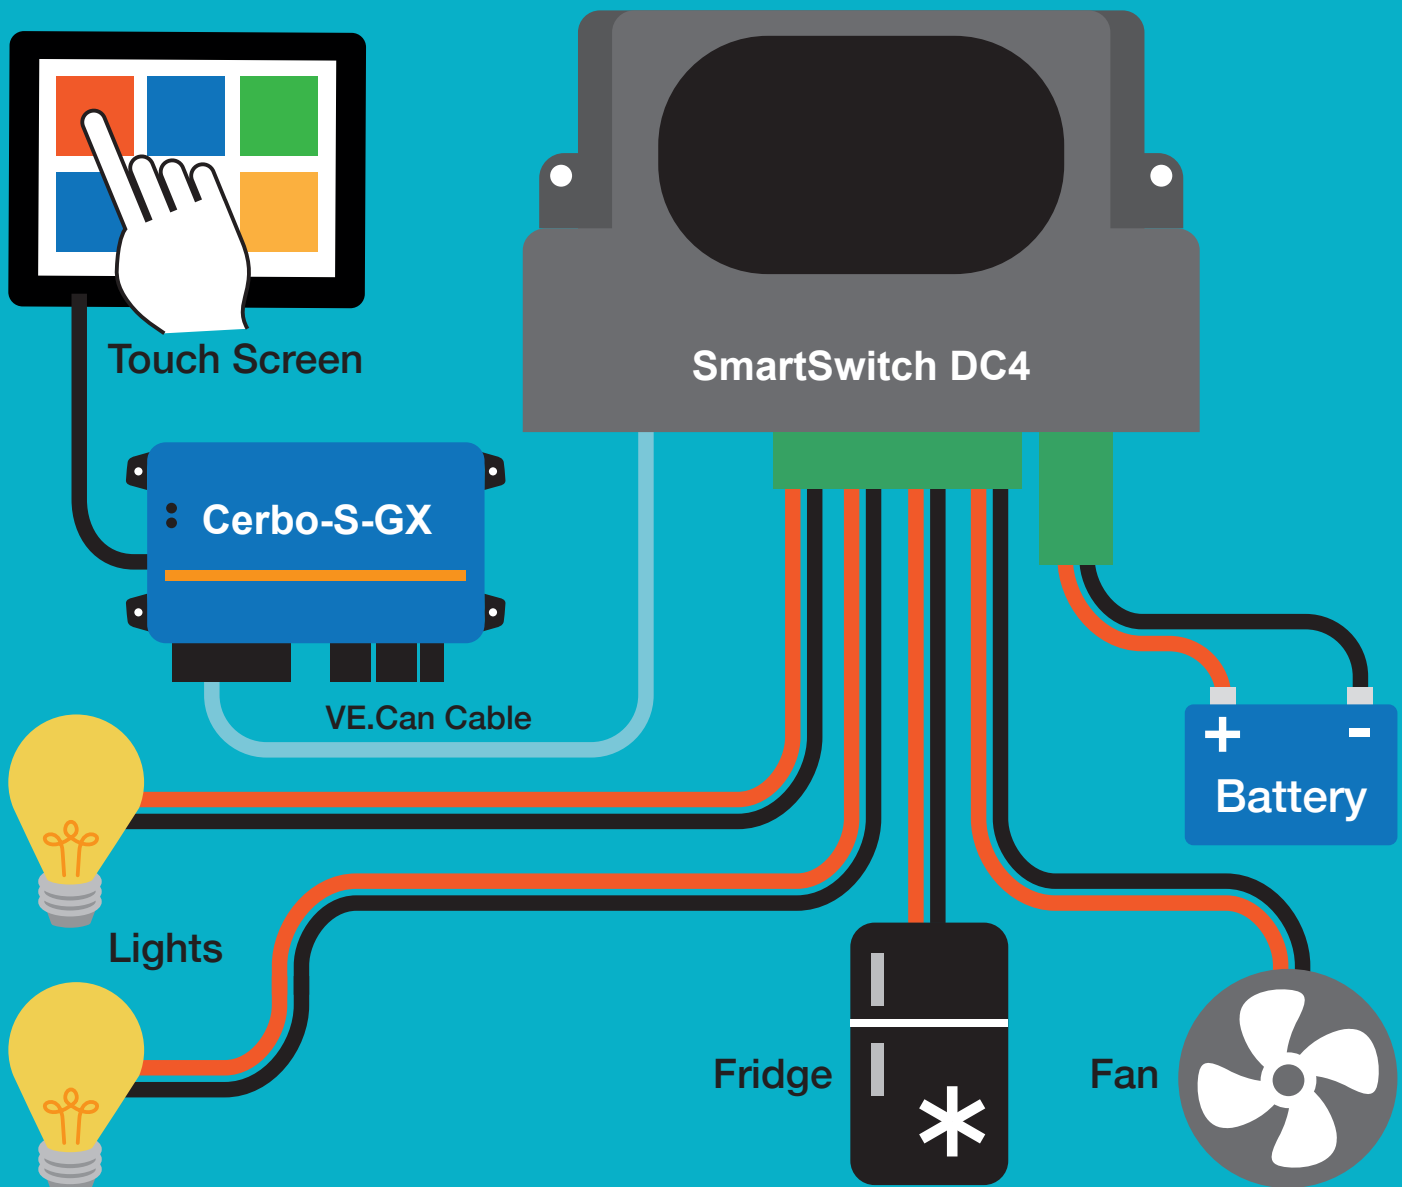 Touch Screen
SmartSwitch DC4
Cerbo-S-GX
VE.Can Cable
+ -
Battery
Lights
Fridge
Fan